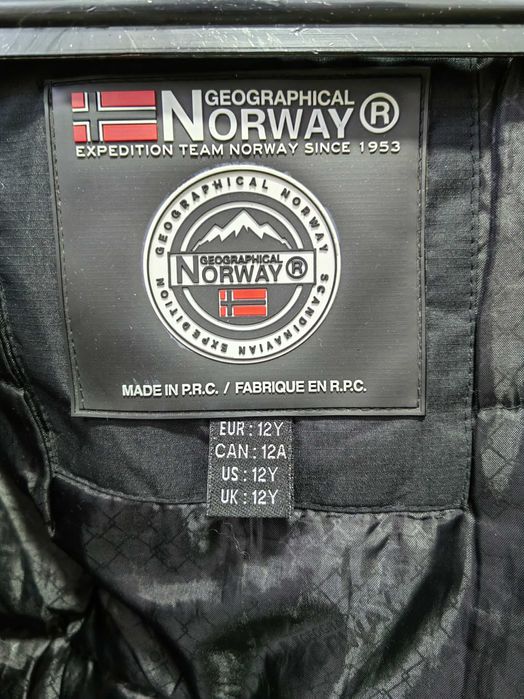 GEOGRAPHICAL
NORWAY®
EXPEDITION TEAM NORWAY SINCE 1953
GEOGRAPHICAL NORWAY
GEOGRAPHICAL
NORWAY®
SCANDINAVIAN EXPEDITION
MADE IN P.R.C. / FABRIQUE EN R.P.C.
EUR : 12Y
CAN : 12A
US : 12Y
UK : 12Y